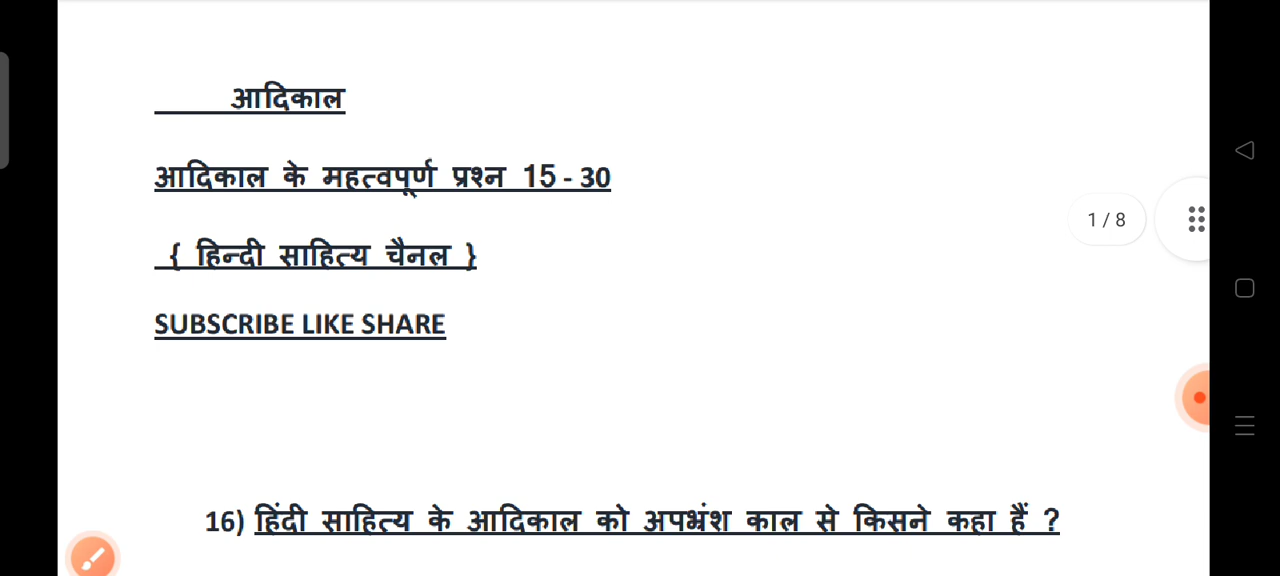 आदिकाल
आदिकाल के महत्वपूर्ण प्रश्न 15 - 30
{ हिन्दी साहित्य चैनल }
SUBSCRIBE LIKE SHARE
1 / 8
16) हिंदी साहित्य के आदिकाल को अपभ्रंश काल से किसने कहा हैं ?